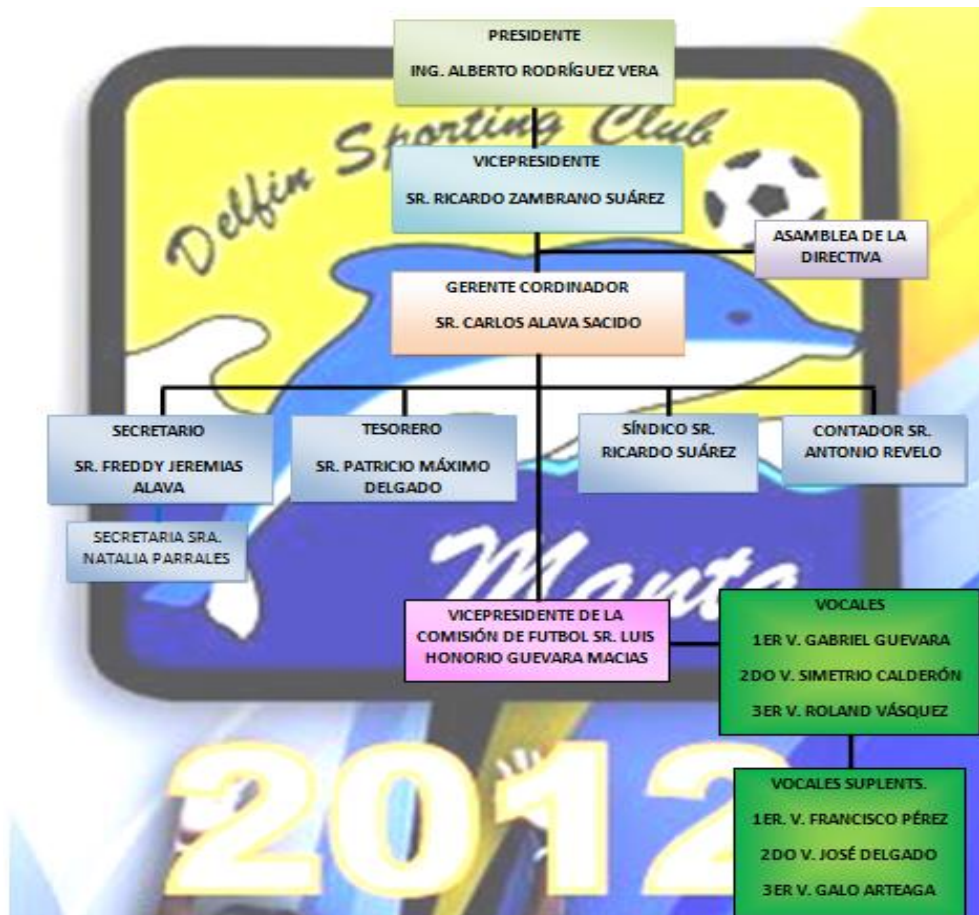 PRESIDENTE
ING. ALBERTO RODRÍGUEZ VERA
Delfin Sporting Club
VICEPRESIDENTE
SR. RICARDO ZAMBRANO SUÁREZ
ASAMBLEA DE LA
DIRECTIVA
GERENTE CORDINADOR
SR. CARLOS ALAVA SACIDO
SECRETARIO
SR. FREDDY JEREMIAS
ALAVA
TESORERO
SR. PATRICIO MÁXIMO
DELGADO
SÍNDICO SR.
RICARDO SUÁREZ
CONTADOR SR.
ANTONIO REVELO
SECRETARIA SRA.
NATALIA PARRALES
Manta
VICEPRESIDENTE DE LA
COMISIÓN DE FUTBOL SR. LUIS
HONORIO GUEVARA MACIAS
VOCALES
1ER V. GABRIEL GUEVARA
2DO V. SIMETRIO CALDERÓN
3ER V. ROLAND VÁSQUEZ
VOCALES SUPLENTS.
1ER. V. FRANCISCO PÉREZ
2DO V. JOSÉ DELGADO
3ER V. GALO ARTEAGA
2012